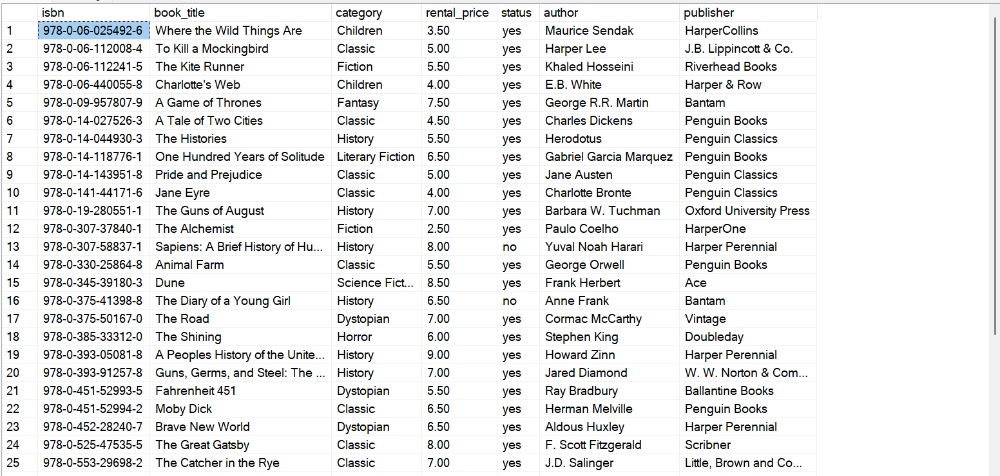 isbn book_title category rental_price status author publisher
1 978-0-06-025492-6 Where the Wild Things Are Children 3.50 yes Maurice Sendak HarperCollins
2 978-0-06-112008-4 To Kill a Mockingbird Classic 5.00 yes Harper Lee J.B. Lippincott & Co.
3 978-0-06-112241-5 The Kite Runner Fiction 5.50 yes Khaled Hosseini Riverhead Books
4 978-0-06-440055-8 Charlotte's Web Children 4.00 yes E.B. White Harper & Row
5 978-0-09-957807-9 A Game of Thrones Fantasy 7.50 yes George R.R. Martin Bantam
6 978-0-14-027526-3 A Tale of Two Cities Classic 4.50 yes Charles Dickens Penguin Books
7 978-0-14-044930-3 The Histories History 5.50 yes Herodotus Penguin Classics
8 978-0-14-118776-1 One Hundred Years of Solitude Literary Fiction 6.50 yes Gabriel Garcia Marquez Penguin Books
9 978-0-14-143951-8 Pride and Prejudice Classic 5.00 yes Jane Austen Penguin Classics
10 978-0-141-44171-6 Jane Eyre Classic 4.00 yes Charlotte Bronte Penguin Classics
11 978-0-19-280551-1 The Guns of August History 7.00 yes Barbara W. Tuchman Oxford University Press
12 978-0-307-37840-1 The Alchemist Fiction 2.50 yes Paulo Coelho HarperOne
13 978-0-307-58837-1 Sapiens: A Brief History of Hu... History 8.00 no Yuval Noah Harari Harper Perennial
14 978-0-330-25864-8 Animal Farm Classic 5.50 yes George Orwell Penguin Books
15 978-0-345-39180-3 Dune Science Fict... 8.50 yes Frank Herbert Ace
16 978-0-375-41398-8 The Diary of a Young Girl History 6.50 no Anne Frank Bantam
17 978-0-375-50167-0 The Road Dystopian 7.00 yes Cormac McCarthy Vintage
18 978-0-385-33312-0 The Shining Horror 6.00 yes Stephen King Doubleday
19 978-0-393-05081-8 A Peoples History of the Unite... History 9.00 yes Howard Zinn Harper Perennial
20 978-0-393-91257-8 Guns, Germs, and Steel: The ... History 7.00 yes Jared Diamond W. W. Norton & Com...
21 978-0-451-52993-5 Fahrenheit 451 Dystopian 5.50 yes Ray Bradbury Ballantine Books
22 978-0-451-52994-2 Moby Dick Classic 6.50 yes Herman Melville Penguin Books
23 978-0-452-28240-7 Brave New World Dystopian 6.50 yes Aldous Huxley Harper Perennial
24 978-0-525-47535-5 The Great Gatsby Classic 8.00 yes F. Scott Fitzgerald Scribner
25 978-0-553-29698-2 The Catcher in the Rye Classic 7.00 yes J.D. Salinger Little, Brown and Co...